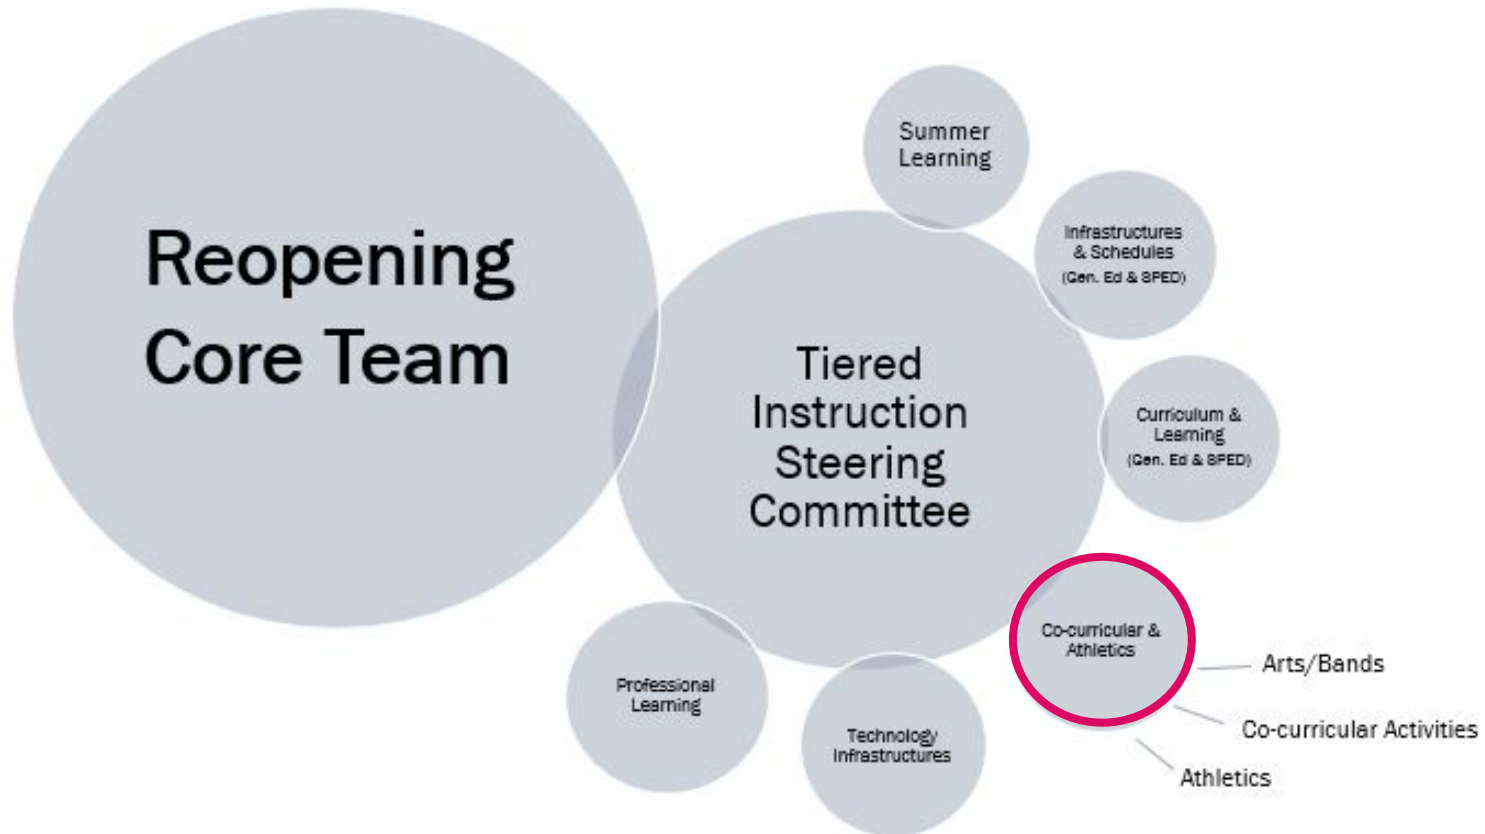 Reopening
Core Team
Summer
Learning
Infrastructures
& Schedules
(Gen. Ed & SPED)
Tiered
Instruction
Steering
Committee
Curriculum &
Learning
(Gen. Ed & SPED)
Co-curricular &
Athletics
Arts/Bands
Co-curricular Activities
Athletics
Professional
Learning
Technology
Infrastructures